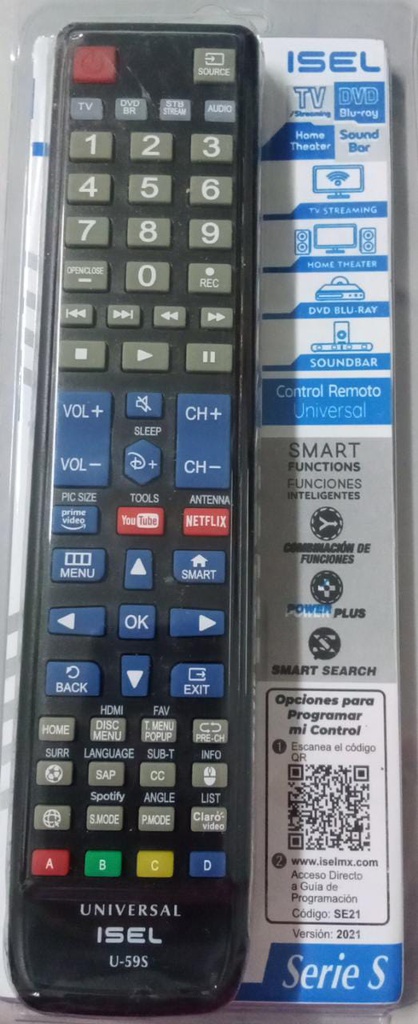 SOURCE
TV DVD BR STB STREAM AUDIO
1 2 3
4 5 6
7 8 9
OPEN/CLOSE 0 REC
VOL+ CH+
SLEEP
VOL− D+ CH−
PIC SIZE TOOLS ANTENNA
prime video YouTube NETFLIX
MENU SMART
OK
BACK EXIT
HDMI FAV
HOME DISC MENU T.MENU POPUP PRE-CH
SURR LANGUAGE SUB-T INFO
SAP CC
Spotify ANGLE LIST
S.MODE P.MODE Claro video
A B C D
UNIVERSAL
ISEL
U-59S
ISEL
TV /Streaming DVD Blu-ray
Home Theater Sound Bar
TV STREAMING
HOME THEATER
DVD BLU-RAY
SOUNDBAR
Control Remoto
Universal
SMART
FUNCTIONS
FUNCIONES
INTELIGENTES
COMBINACIÓN DE
FUNCIONES
POWER PLUS
SMART SEARCH
Opciones para
Programar
mi Control
1 Escanea el código
QR
2 www.iselmx.com
Acceso Directo
a Guía de
Programación
Código: SE21
Versión: 2021
Serie S